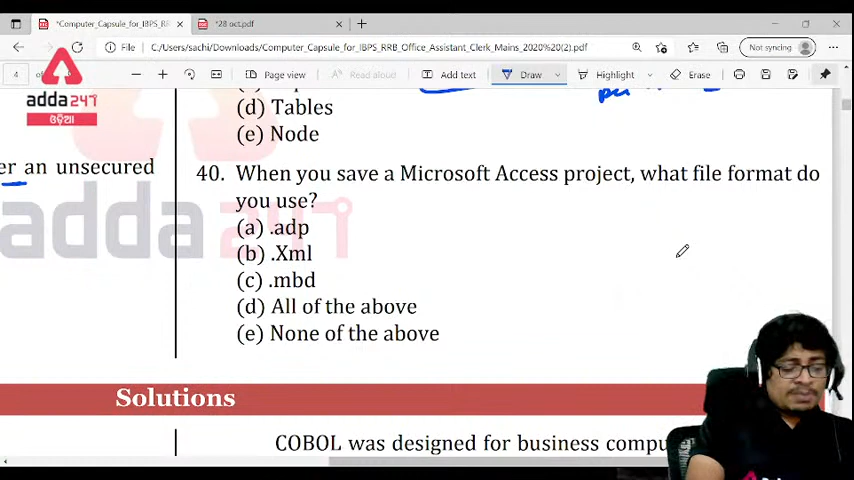 *Computer_Capsule_for_IBPS_RR
*28 oct.pdf
File
C:/Users/sachi/Downloads/Computer_Capsule_for_IBPS_RRB_Office_Assistant_Clerk_Mains_2020%20(2).pdf
Not syncing
4
Page view
Read aloud
Add text
Draw
Highlight
Erase
adda247
ଓଡ଼ିଆ
(d) Tables
(e) Node
er an unsecured
40. When you save a Microsoft Access project, what file format do
you use?
(a) .adp
(b) .Xml
(c) .mbd
(d) All of the above
(e) None of the above
adda247
Solutions
COBOL was designed for business